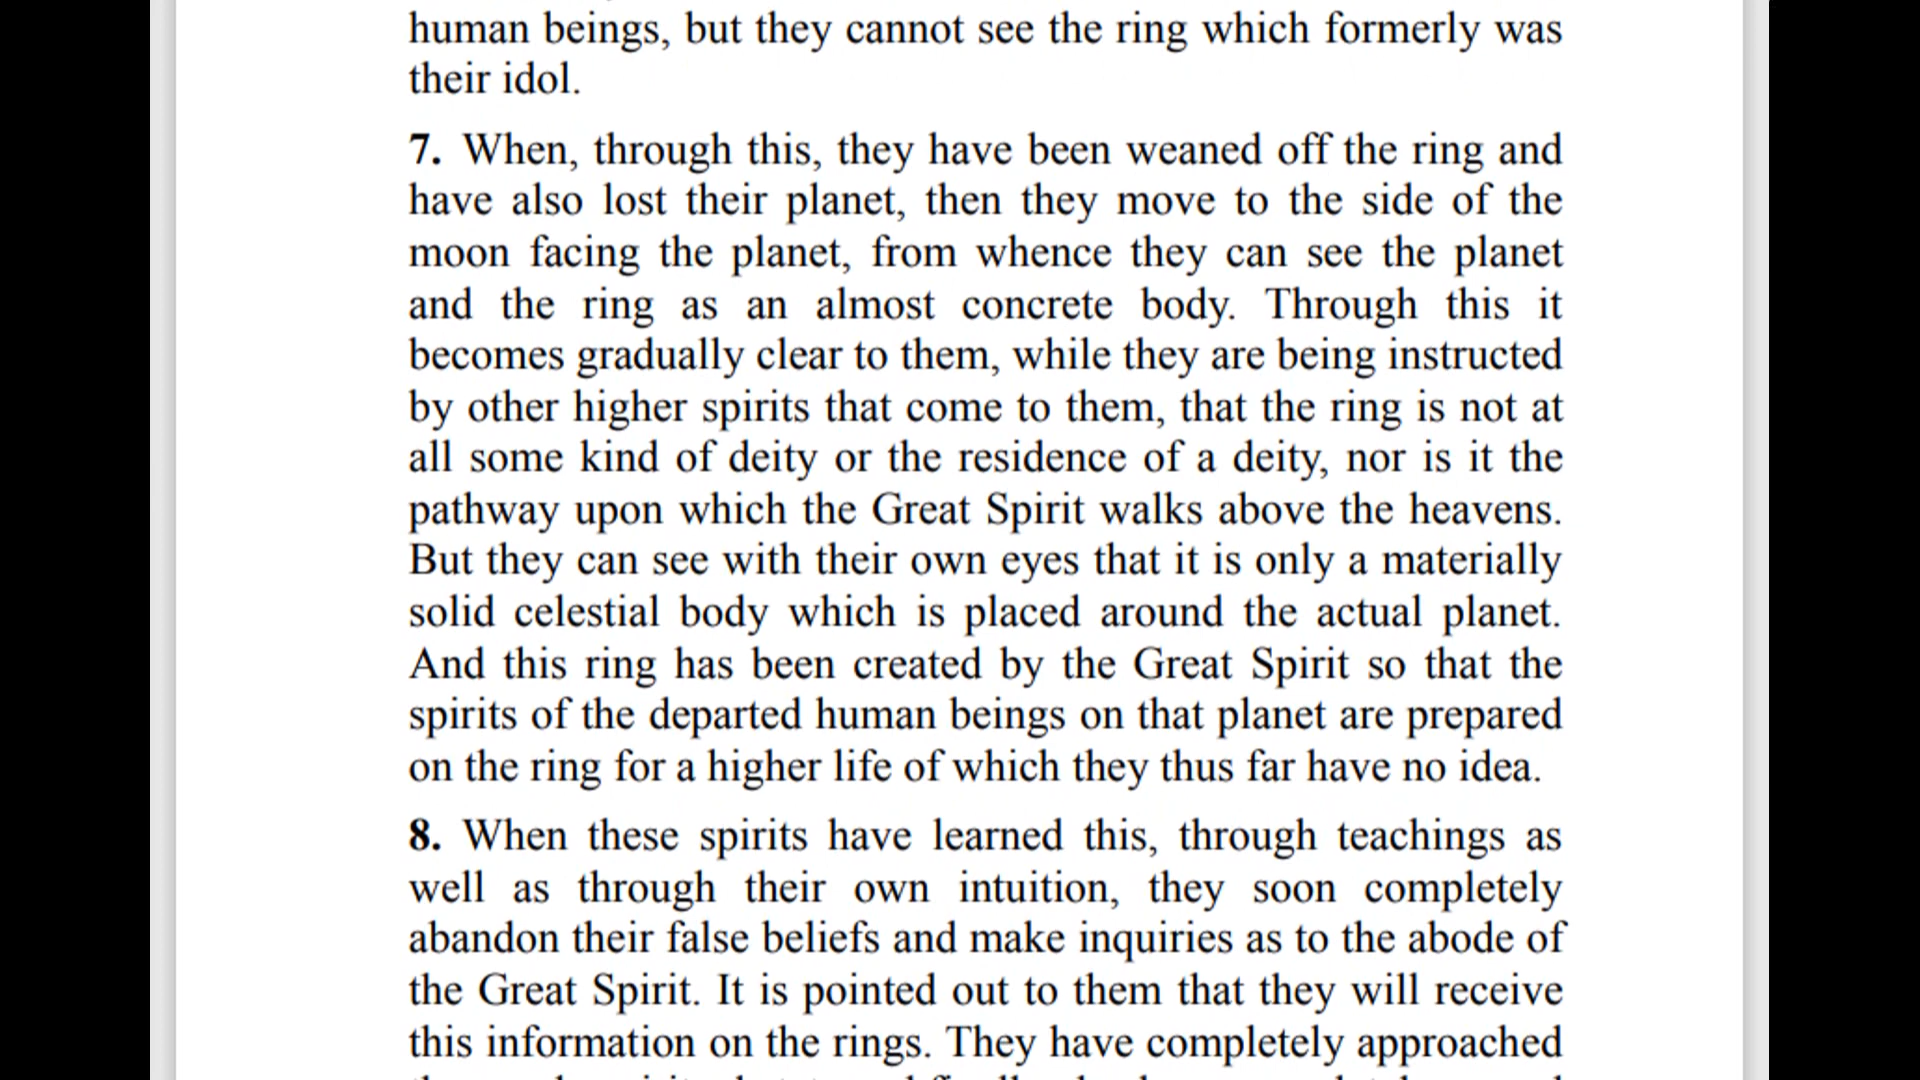 human beings, but they cannot see the ring which formerly was
their idol.
7. When, through this, they have been weaned off the ring and
have also lost their planet, then they move to the side of the
moon facing the planet, from whence they can see the planet
and the ring as an almost concrete body. Through this it
becomes gradually clear to them, while they are being instructed
by other higher spirits that come to them, that the ring is not at
all some kind of deity or the residence of a deity, nor is it the
pathway upon which the Great Spirit walks above the heavens.
But they can see with their own eyes that it is only a materially
solid celestial body which is placed around the actual planet.
And this ring has been created by the Great Spirit so that the
spirits of the departed human beings on that planet are prepared
on the ring for a higher life of which they thus far have no idea.
8. When these spirits have learned this, through teachings as
well as through their own intuition, they soon completely
abandon their false beliefs and make inquiries as to the abode of
the Great Spirit. It is pointed out to them that they will receive
this information on the rings. They have completely approached